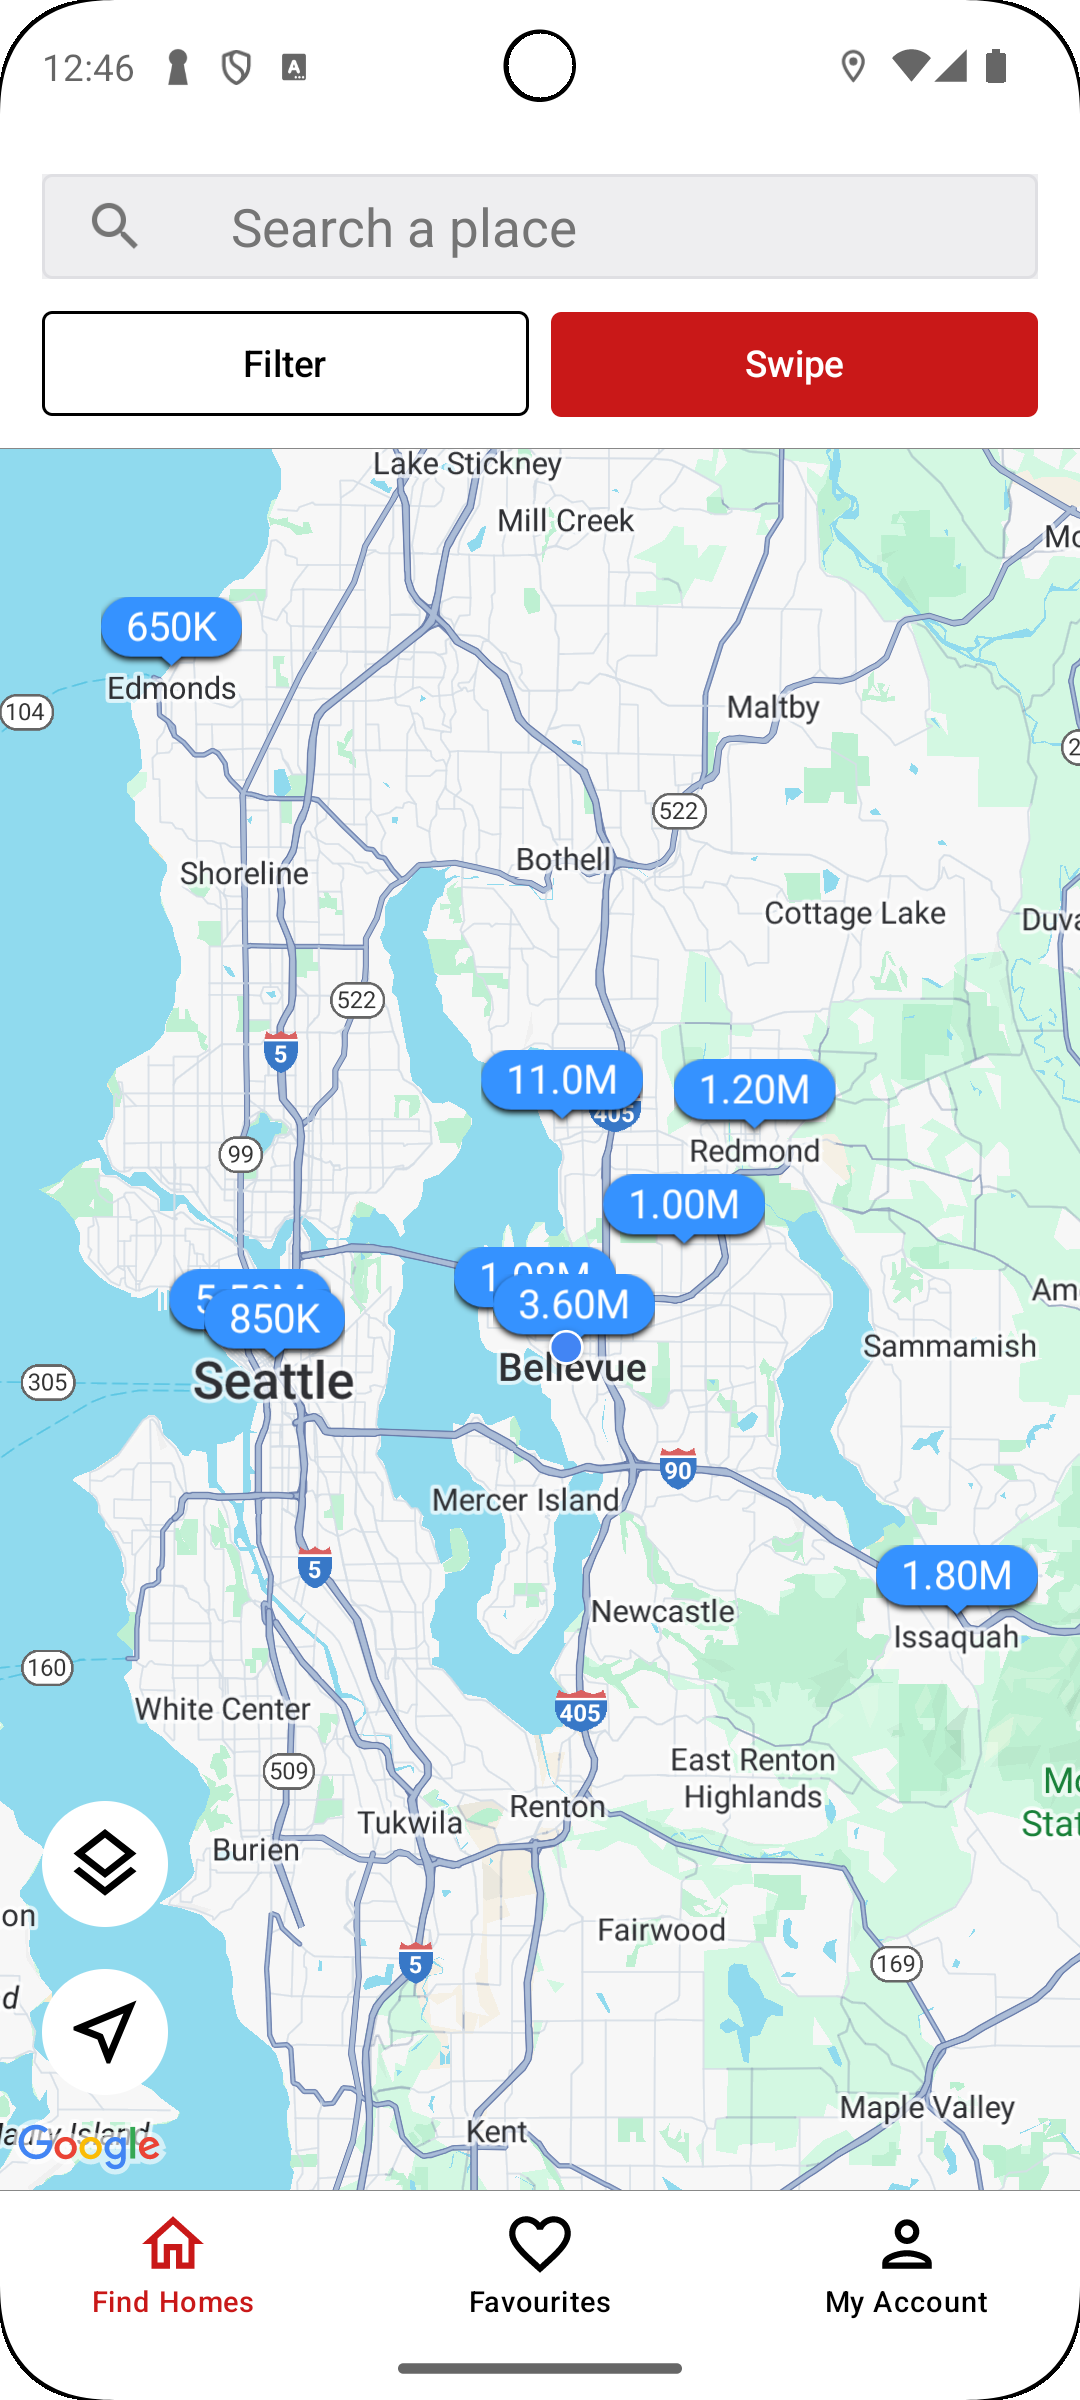 12:46
Search a place
Filter
Swipe
Lake Stickney
Mill Creek
650K
Edmonds
104
Maltby
522
Shoreline
Bothell
Cottage Lake
522
5
11.0M
405
1.20M
99
Redmond
1.00M
850K
3.60M
Seattle
Bellevue
Sammamish
305
90
Mercer Island
5
1.80M
Newcastle
Issaquah
160
White Center
405
509
East Renton
Highlands
Tukwila
Renton
Burien
Fairwood
5
169
Maple Valley
Kent
Google
Find Homes
Favourites
My Account